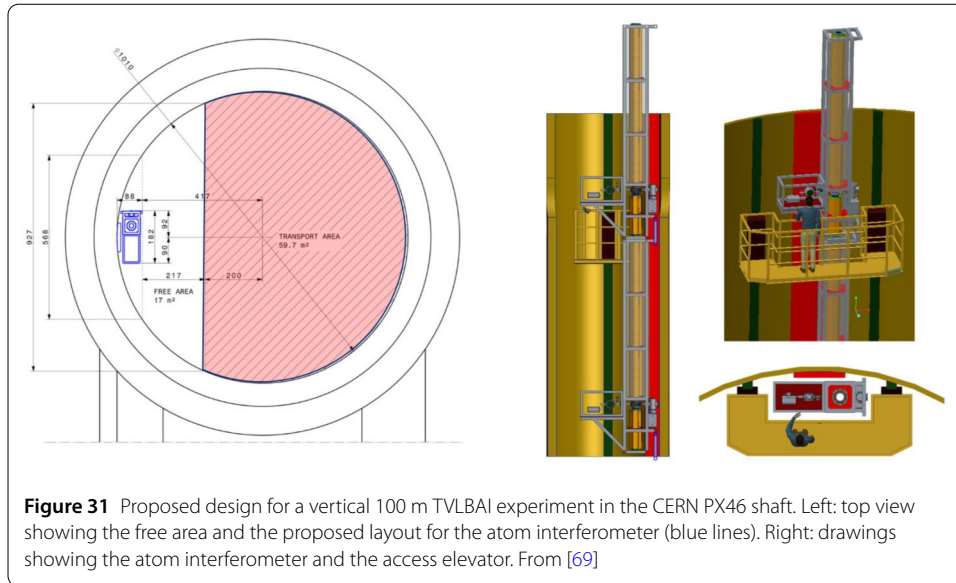 ∅1010
88
417
927
568
182
92
90
TRANSPORT AREA
59.7 m²
217
200
FREE AREA
17 m²
Figure 31 Proposed design for a vertical 100 m TVLBAI experiment in the CERN PX46 shaft. Left: top view
showing the free area and the proposed layout for the atom interferometer (blue lines). Right: drawings
showing the atom interferometer and the access elevator. From [69]